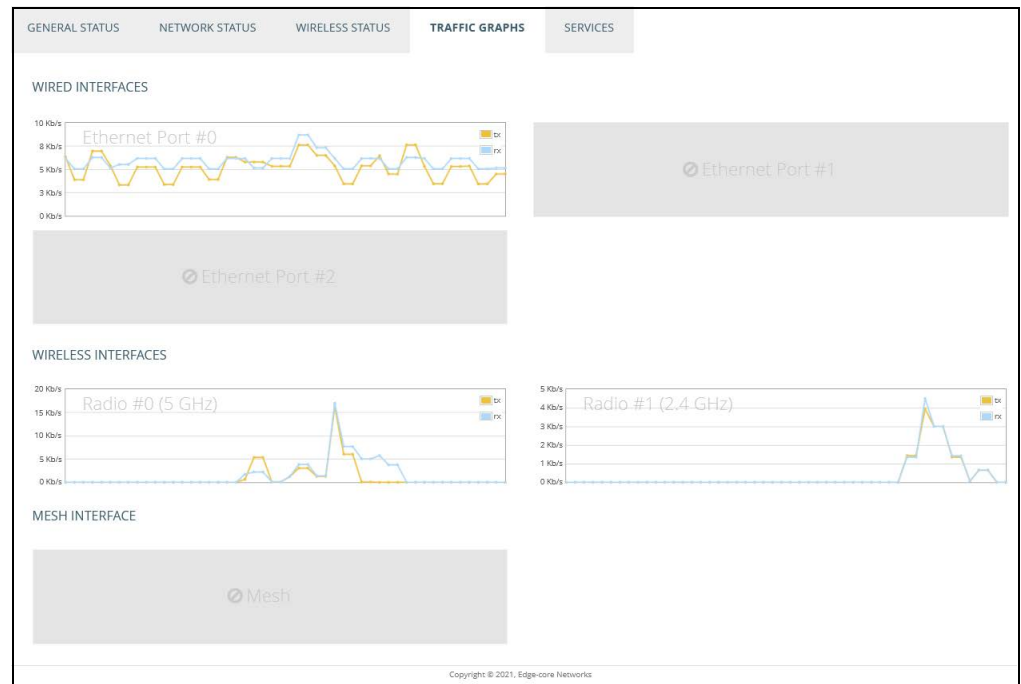 GENERAL STATUS NETWORK STATUS WIRELESS STATUS TRAFFIC GRAPHS SERVICES
WIRED INTERFACES
10 Kb/s
8 Kb/s
5 Kb/s
3 Kb/s
0 Kb/s
Ethernet Port #0
tx
rx
Ethernet Port #1
Ethernet Port #2
WIRELESS INTERFACES
20 Kb/s
15 Kb/s
10 Kb/s
5 Kb/s
0 Kb/s
Radio #0 (5 GHz)
tx
rx
5 Kb/s
4 Kb/s
3 Kb/s
2 Kb/s
1 Kb/s
0 Kb/s
Radio #1 (2.4 GHz)
tx
rx
MESH INTERFACE
Mesh
Copyright © 2021, Edge-core Networks